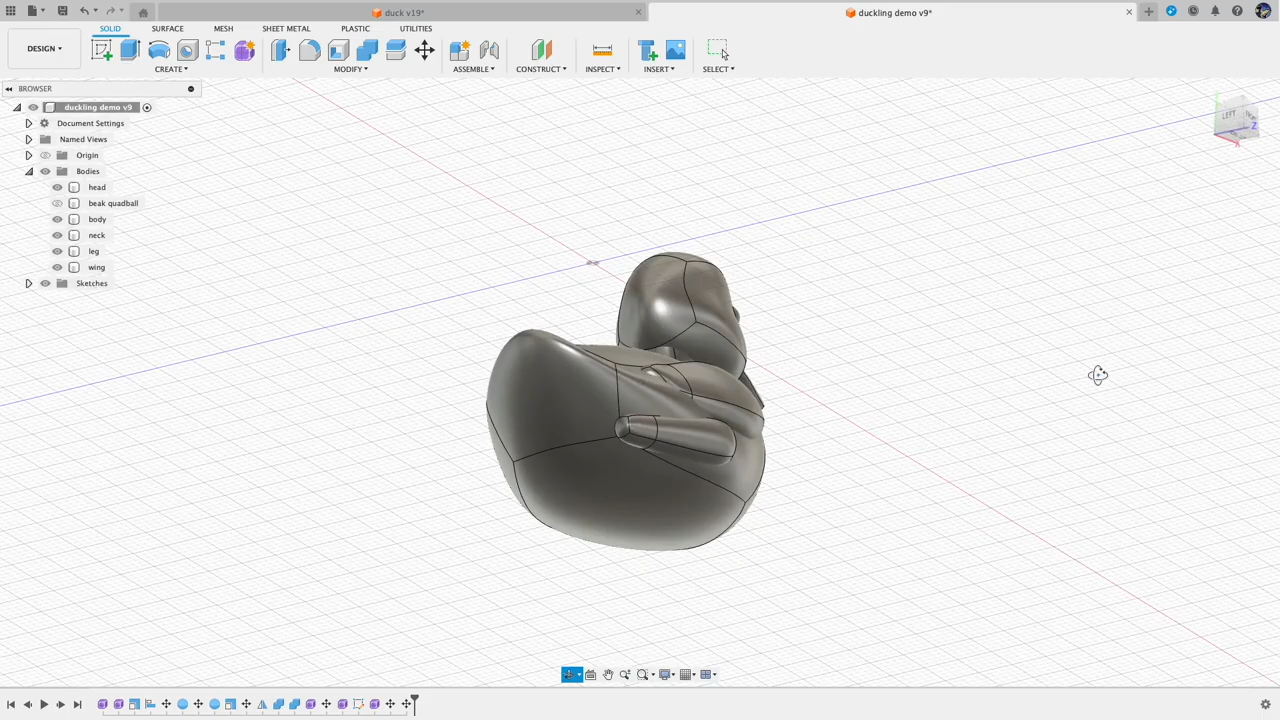 duck v19*
duckling demo v9*
DESIGN
SOLID
SURFACE
MESH
SHEET METAL
PLASTIC
UTILITIES
CREATE
MODIFY
ASSEMBLE
CONSTRUCT
INSPECT
INSERT
SELECT
BROWSER
duckling demo v9
Document Settings
Named Views
Origin
Bodies
head
beak quadball
body
neck
leg
wing
Sketches
LEFT
Y
Z
X